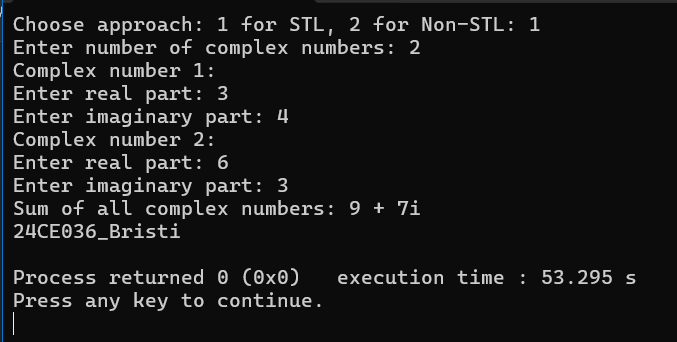 Choose approach: 1 for STL, 2 for Non-STL: 1
Enter number of complex numbers: 2
Complex number 1:
Enter real part: 3
Enter imaginary part: 4
Complex number 2:
Enter real part: 6
Enter imaginary part: 3
Sum of all complex numbers: 9 + 7i
24CE036_Bristi
Process returned 0 (0x0)   execution time : 53.295 s
Press any key to continue.